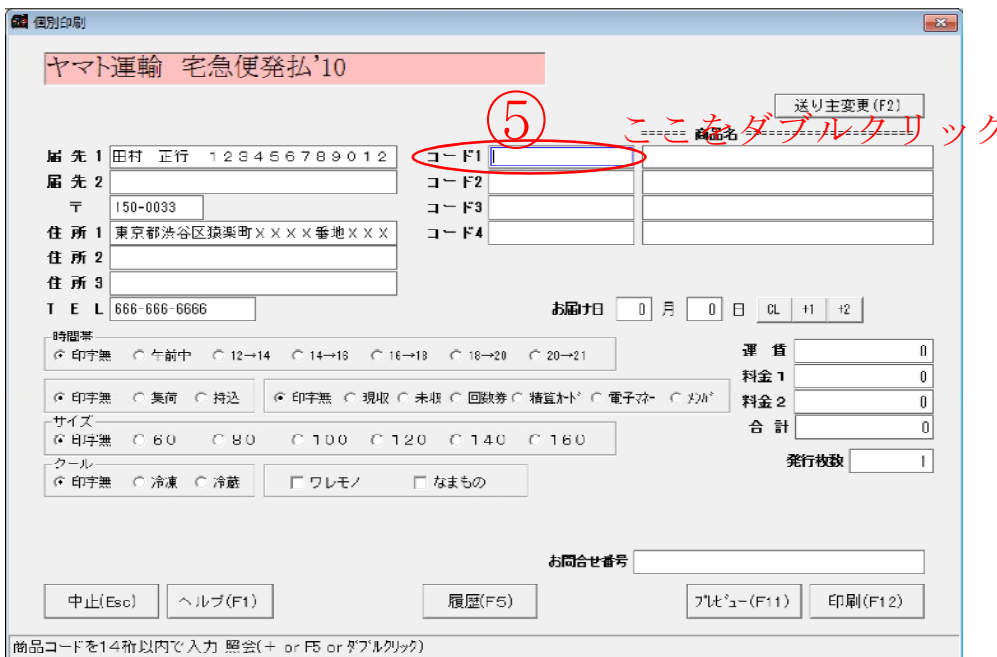 個別印刷
ヤマト運輸 宅急便発払'10
送り主変更(F2)
⑤ ここをダブルクリック
====== 商品名 ======================
届 先 1 田村 正行 123456789012 コード1
届 先 2 コード2
〒 150-0033 コード3
住 所 1 東京都渋谷区猿楽町XXXX番地XXX コード4
住 所 2
住 所 3
T E L 666-666-6666 お届け日 0 月 0 日 CL +1 +2
時間帯
印字無 午前中 12→14 14→16 16→18 18→20 20→21
運 賃 0
料金1 0
印字無 集荷 持込 印字無 現収 未収 回数券 精算カード 電子マネー メンバ
料金2 0
サイズ
印字無 60 80 100 120 140 160
合 計 0
クール
発行枚数 1
印字無 冷凍 冷蔵 ワレモノ なまもの
お問合せ番号
中止(Esc) ヘルプ(F1) 履歴(F5) プレビュー(F11) 印刷(F12)
商品コードを14桁以内で入力 照会(+ or F5 or ダブルクリック)